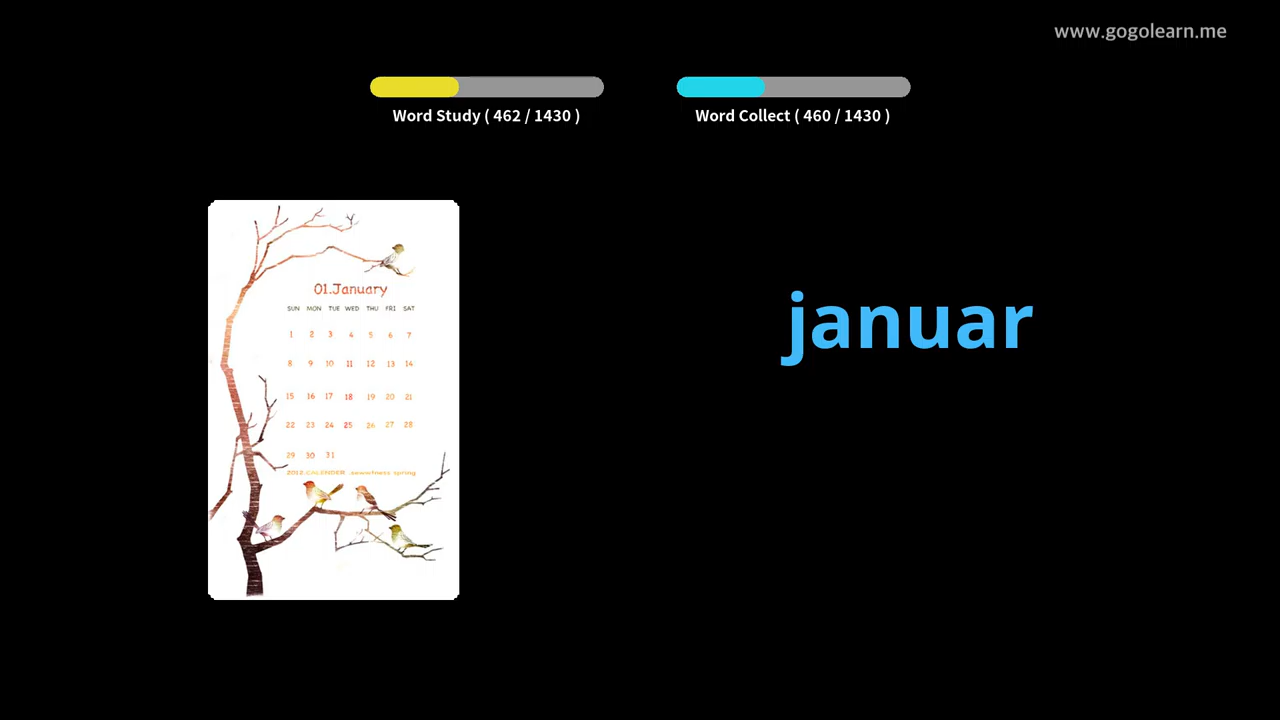 www.gogolearn.me
Word Study ( 462 / 1430 )
Word Collect ( 460 / 1430 )
01.January
SUN MON TUE WED THU FRI SAT
1 2 3 4 5 6 7
8 9 10 11 12 13 14
15 16 17 18 19 20 21
22 23 24 25 26 27 28
29 30 31
CALENDER spring
januar